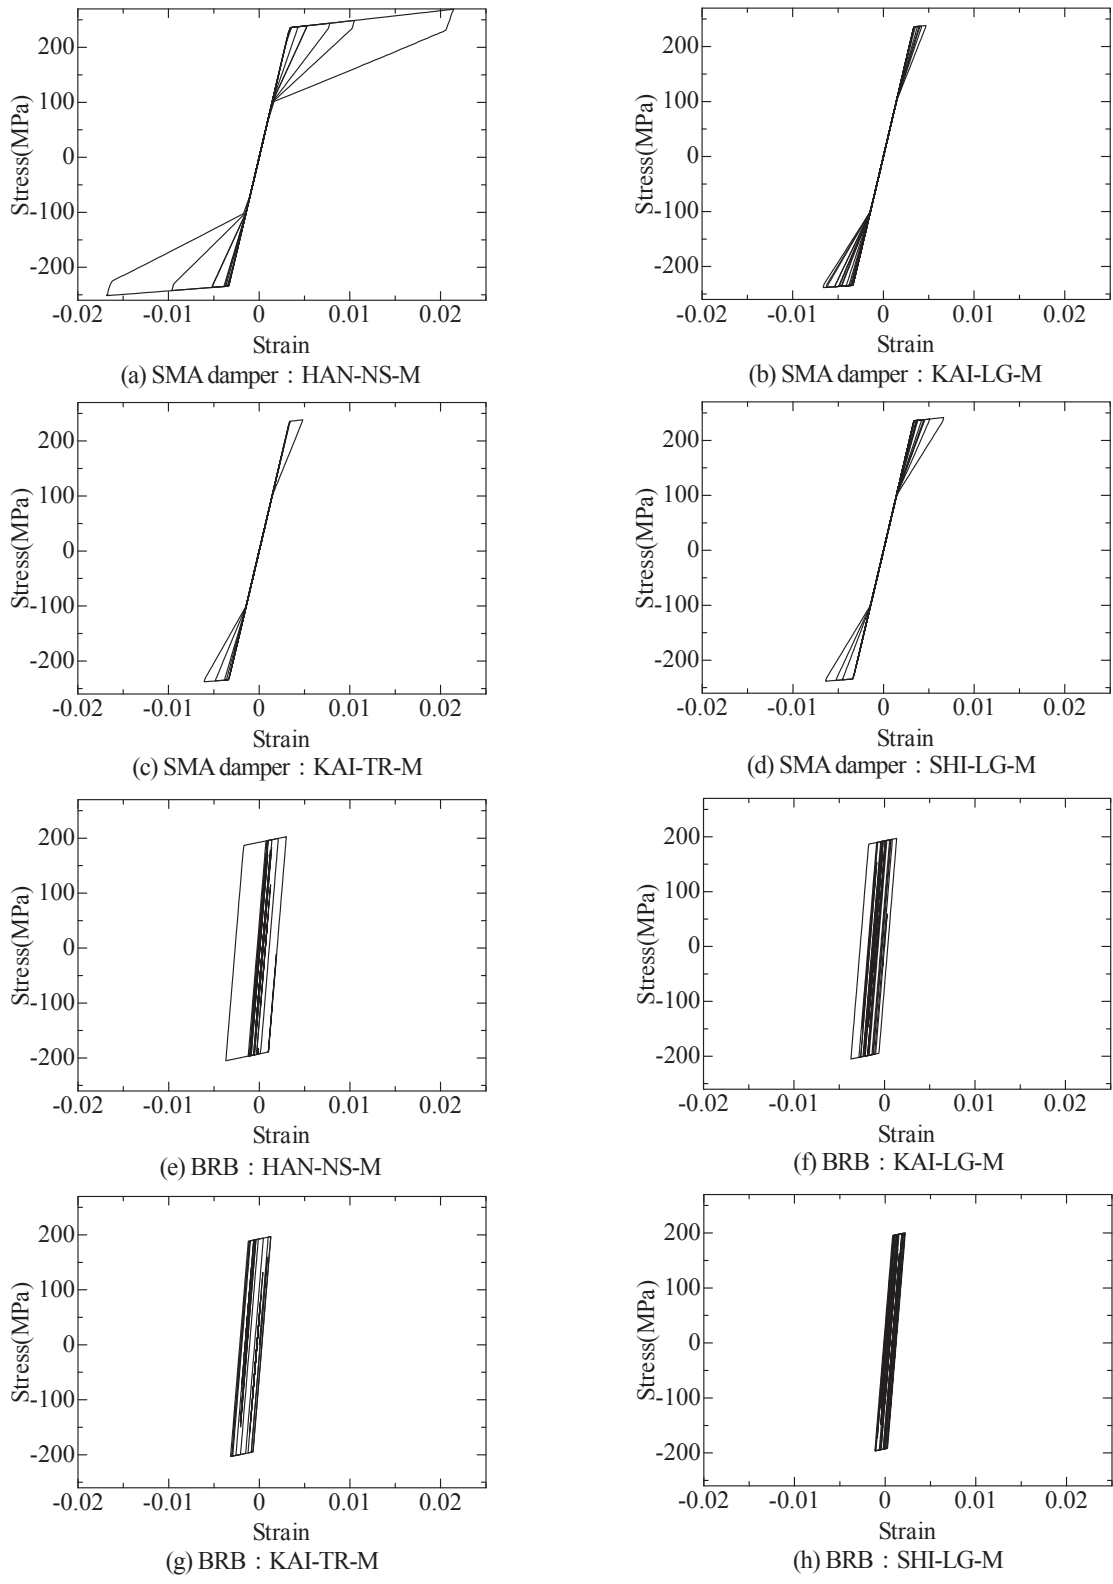 200
100
0
-100
-200
Stress(MPa)
-0.02 -0.01 0 0.01 0.02
Strain
(a) SMA damper : HAN-NS-M
200
100
0
-100
-200
Stress(MPa)
-0.02 -0.01 0 0.01 0.02
Strain
(b) SMA damper : KAI-LG-M
200
100
0
-100
-200
Stress(MPa)
-0.02 -0.01 0 0.01 0.02
Strain
(c) SMA damper : KAI-TR-M
200
100
0
-100
-200
Stress(MPa)
-0.02 -0.01 0 0.01 0.02
Strain
(d) SMA damper : SHI-LG-M
200
100
0
-100
-200
Stress(MPa)
-0.02 -0.01 0 0.01 0.02
Strain
(e) BRB : HAN-NS-M
200
100
0
-100
-200
Stress(MPa)
-0.02 -0.01 0 0.01 0.02
Strain
(f) BRB : KAI-LG-M
200
100
0
-100
-200
Stress(MPa)
-0.02 -0.01 0 0.01 0.02
Strain
(g) BRB : KAI-TR-M
200
100
0
-100
-200
Stress(MPa)
-0.02 -0.01 0 0.01 0.02
Strain
(h) BRB : SHI-LG-M